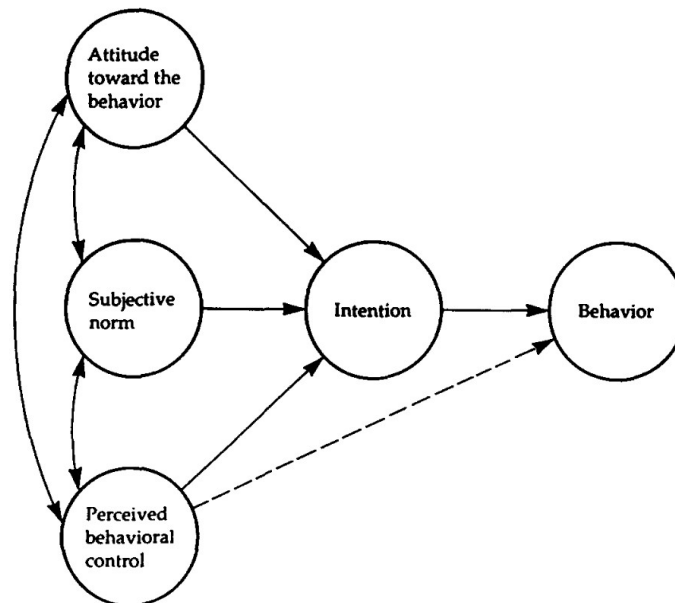 Attitude
toward the
behavior
Subjective
norm
Intention
Behavior
Perceived
behavioral
control